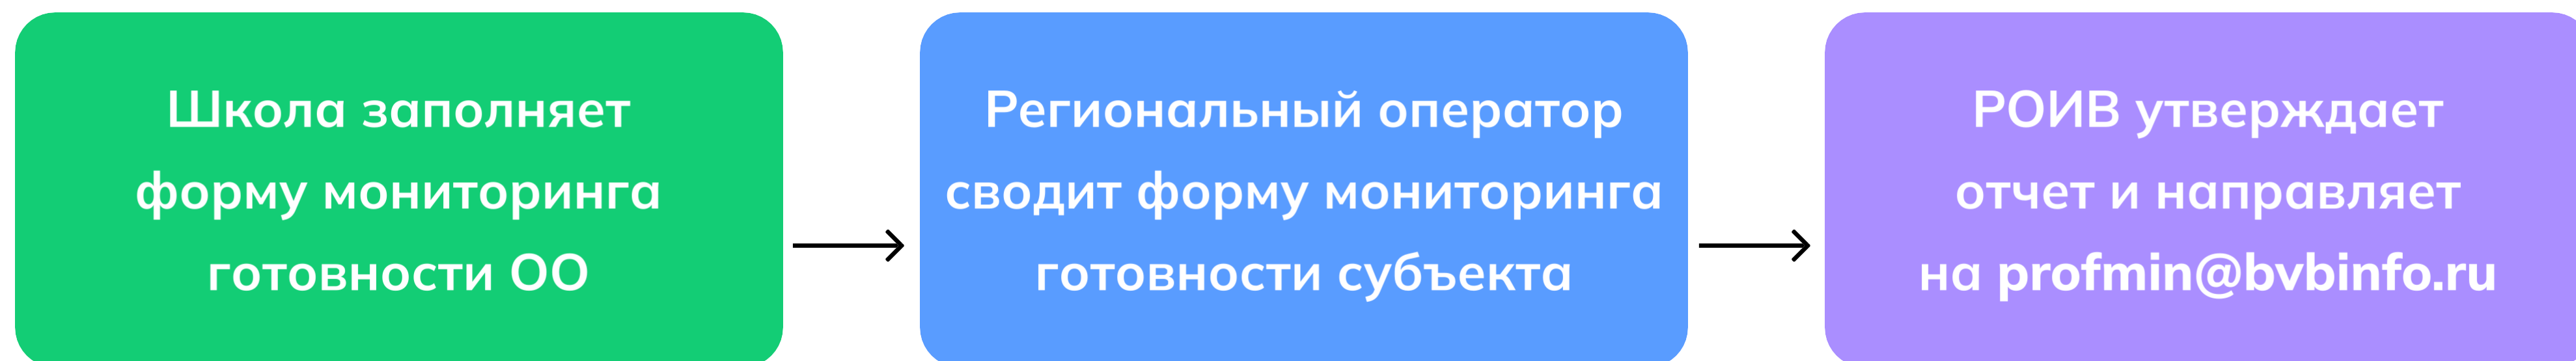 Школа заполняет
форму мониторинга
готовности ОО
Региональный оператор
сводит форму мониторинга
готовности субъекта
РОИВ утверждает
отчет и направляет
на profmin@bvbinfo.ru